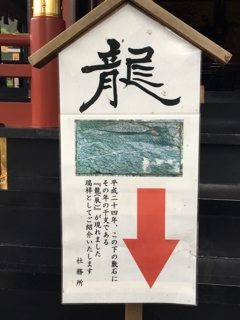 龍
平成二十四年、この下の敷石に
その年の干支である
『龍(辰)』が現れました
瑞祥としてご紹介いたします
社務所